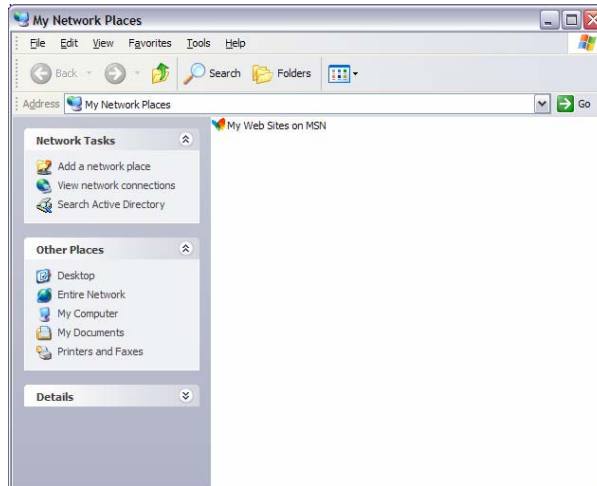 My Network Places
File Edit View Favorites Tools Help
Back Search Folders
Address My Network Places Go
My Web Sites on MSN
Network Tasks
Add a network place
View network connections
Search Active Directory
Other Places
Desktop
Entire Network
My Computer
My Documents
Printers and Faxes
Details